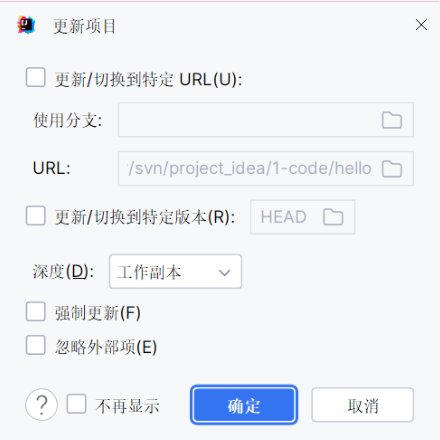 更新项目
更新/切换到特定 URL(U):
使用分支:
URL: /svn/project_idea/1-code/hello
更新/切换到特定版本(R): HEAD
深度(D): 工作副本
强制更新(F)
忽略外部项(E)
? 不再显示 确定 取消